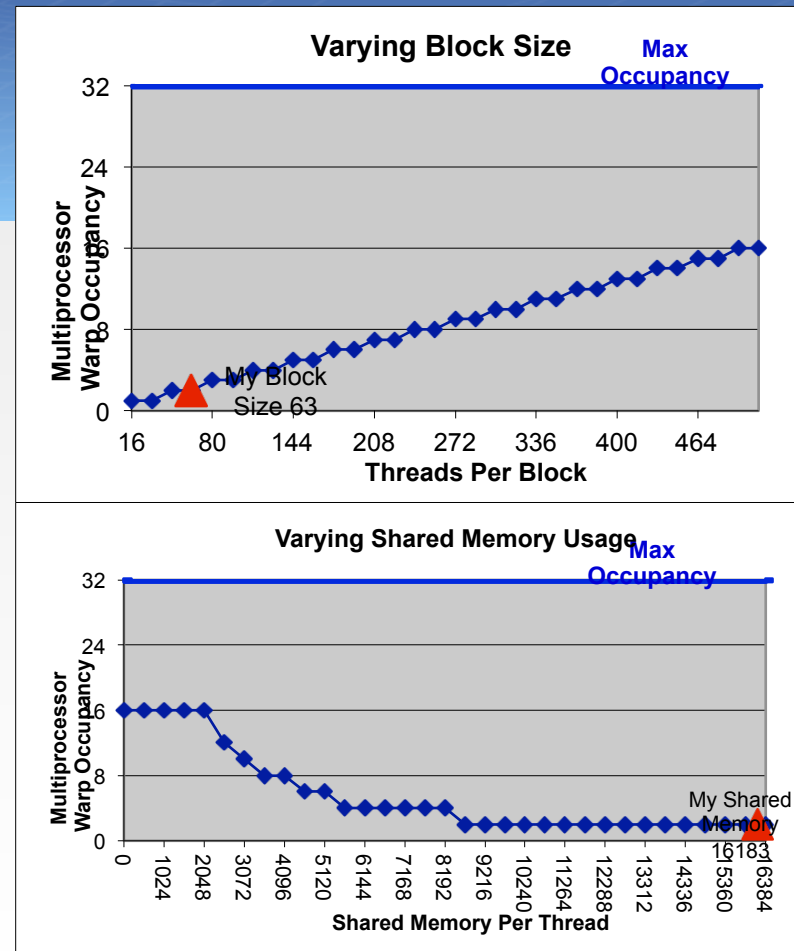 Varying Block Size
Max
Occupancy
32
24
16
8
0
Multiprocessor
Warp Occupancy
My Block
Size 63
16 80 144 208 272 336 400 464
Threads Per Block
Varying Shared Memory Usage
Max
Occupancy
32
24
16
8
0
Multiprocessor
Warp Occupancy
My Shared
Memory
16183
0 1024 2048 3072 4096 5120 6144 7168 8192 9216 10240 11264 12288 13312 14336 15360 16384
Shared Memory Per Thread